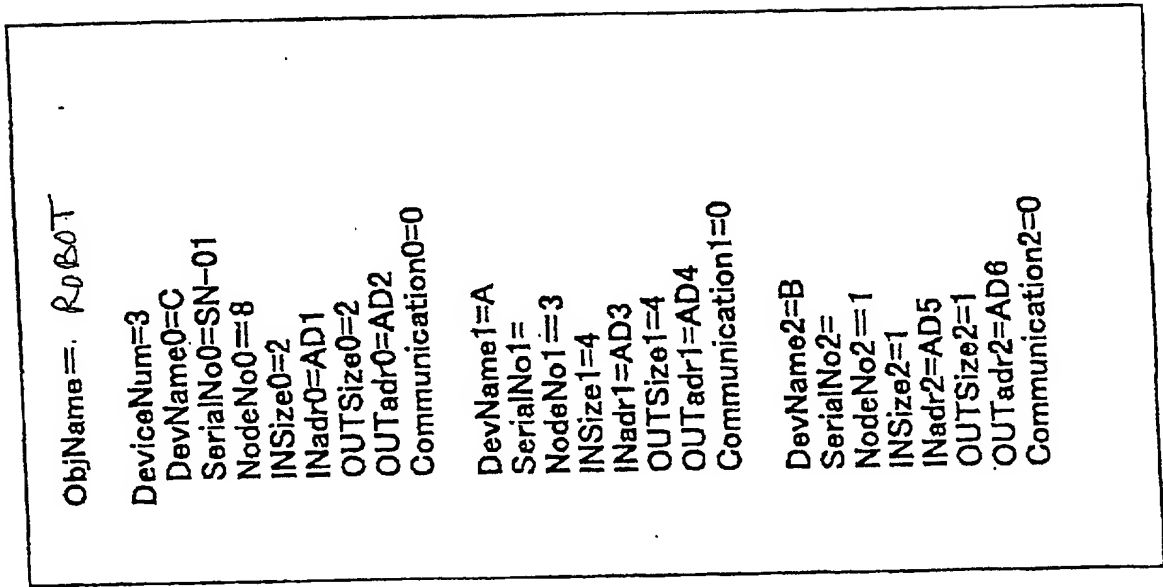 ObjName=. ROBOT
DeviceNum=3
DevName0=C
SerialNo0=SN-01
NodeNo0=8
INSize0=2
INadr0=AD1
OUTSize0=2
OUTadr0=AD2
Communication0=0
DevName1=A
SerialNo1=
NodeNo1=3
INSize1=4
INadr1=AD3
OUTSize1=4
OUTadr1=AD4
Communication1=0
DevName2=B
SerialNo2=
NodeNo2=1
INSize2=1
INadr2=AD5
OUTSize2=1
OUTadr2=AD6
Communication2=0